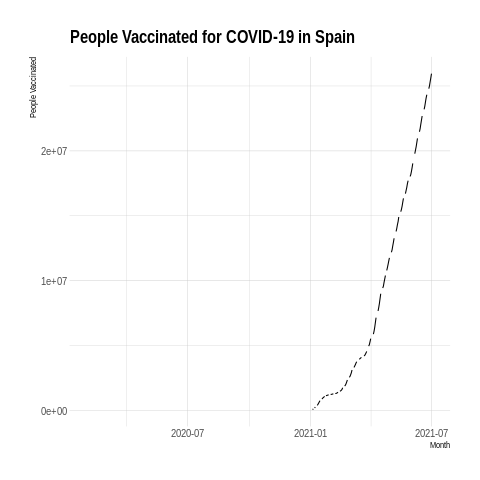 People Vaccinated for COVID-19 in Spain
People Vaccinated
2e+07
1e+07
0e+00
2020-07
2021-01
2021-07
Month